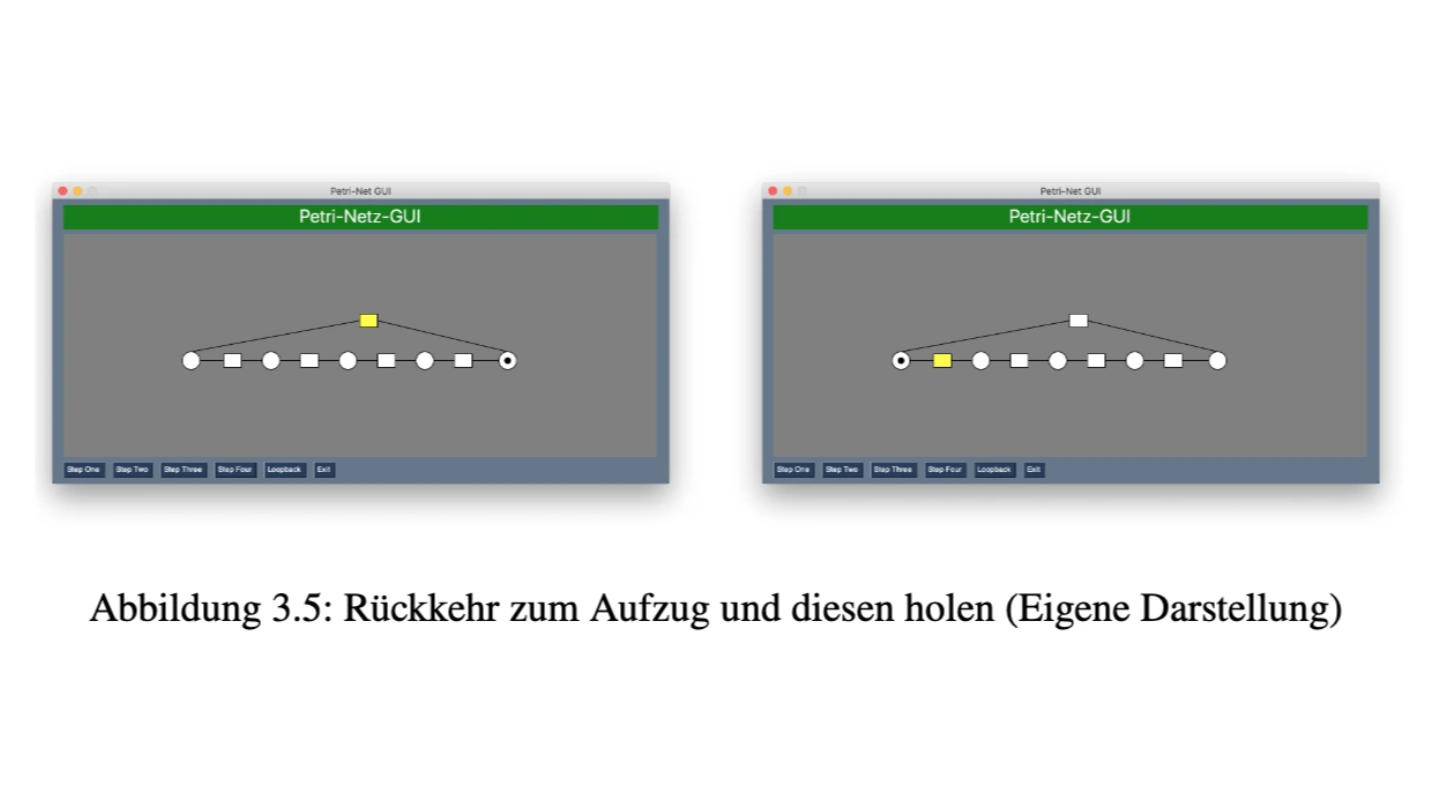 Petri-Net GUI
Petri-Netz-GUI
Step One Step Two Step Three Step Four Loopback Exit
Petri-Net GUI
Petri-Netz-GUI
Step One Step Two Step Three Step Four Loopback Exit
Abbildung 3.5: Rückkehr zum Aufzug und diesen holen (Eigene Darstellung)